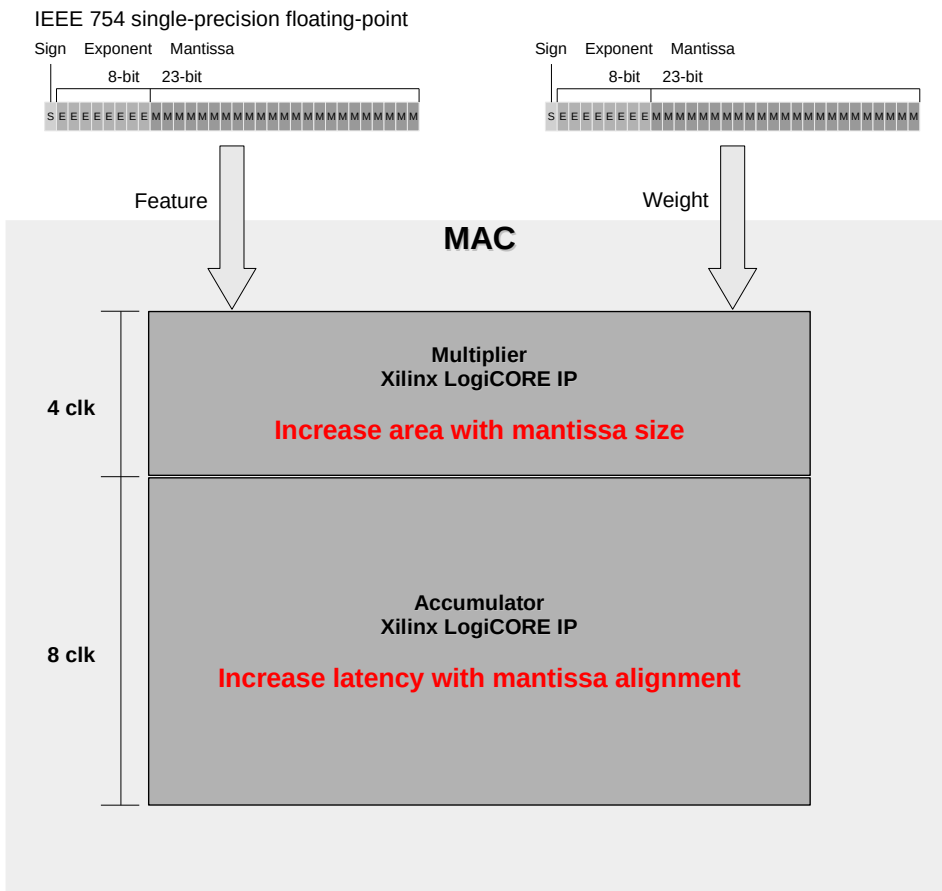 IEEE 754 single-precision floating-point
Sign Exponent Mantissa
8-bit 23-bit
S E E E E E E E E M M M M M M M M M M M M M M M M M M M M M M M
Sign Exponent Mantissa
8-bit 23-bit
S E E E E E E E E M M M M M M M M M M M M M M M M M M M M M M M
Feature
Weight
MAC
4 clk
Multiplier
Xilinx LogiCORE IP
Increase area with mantissa size
8 clk
Accumulator
Xilinx LogiCORE IP
Increase latency with mantissa alignment